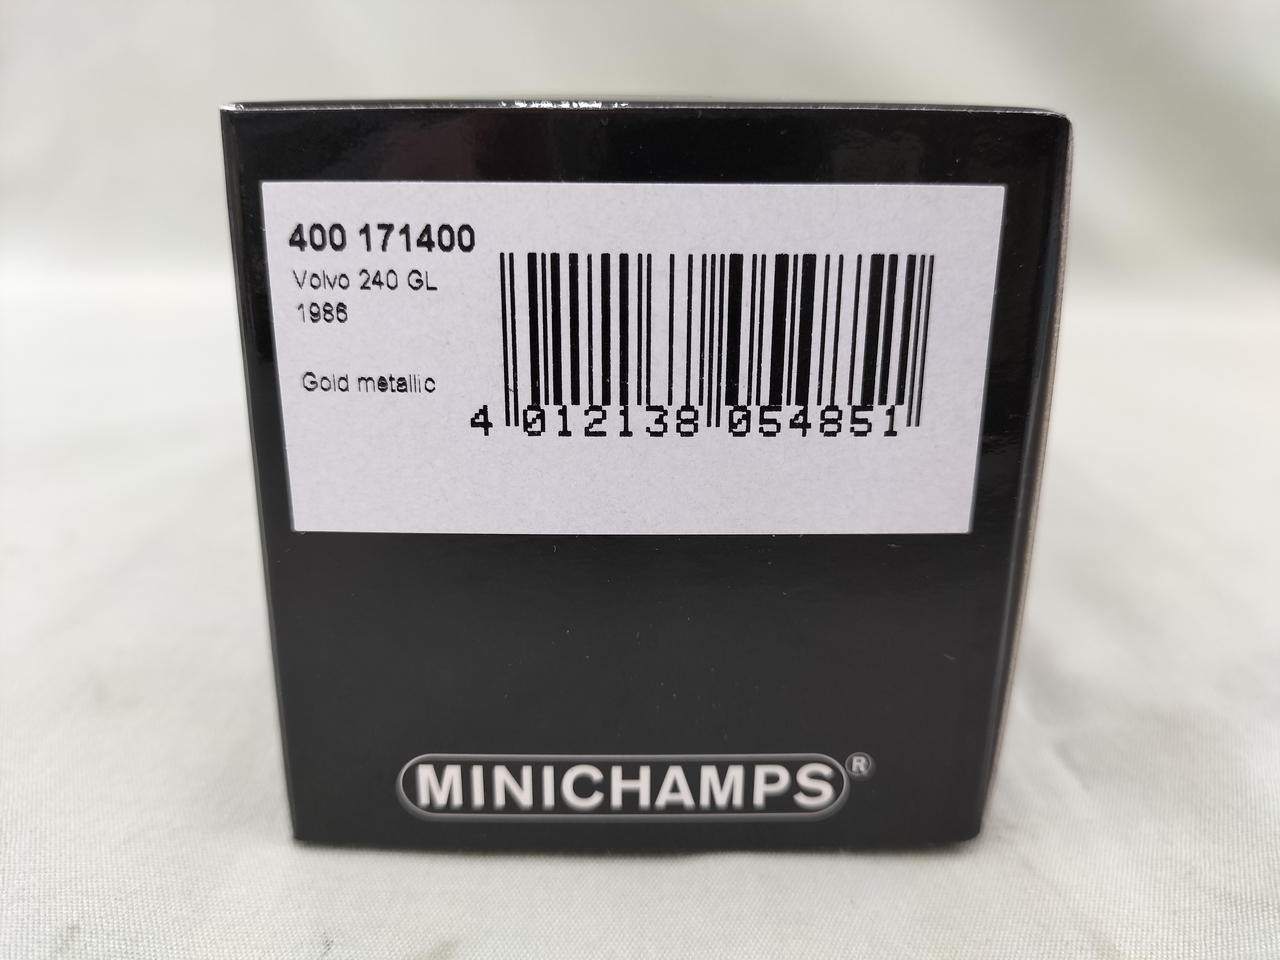 400 171400
Volvo 240 GL
1986
Gold metallic
4 012138 054851
MINICHAMPS®